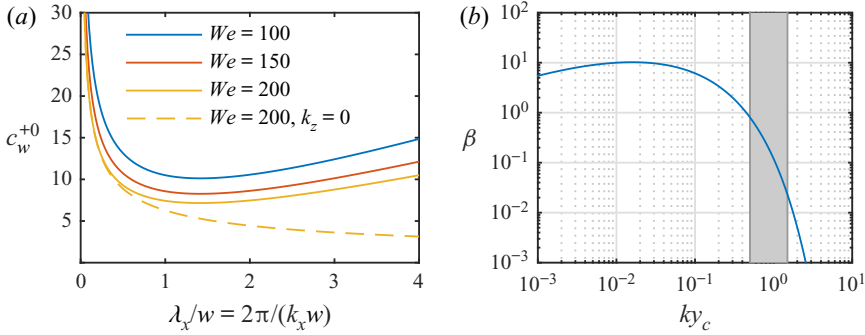 (a)
30
25
20
15
10
5
0
1
2
3
4
c_w^{+0}
λ_x/w = 2π/(k_x w)
We = 100
We = 150
We = 200
We = 200, k_z = 0
(b)
10^2
10^1
10^0
10^{-1}
10^{-2}
10^{-3}
β
10^{-3}
10^{-2}
10^{-1}
10^0
10^1
ky_c